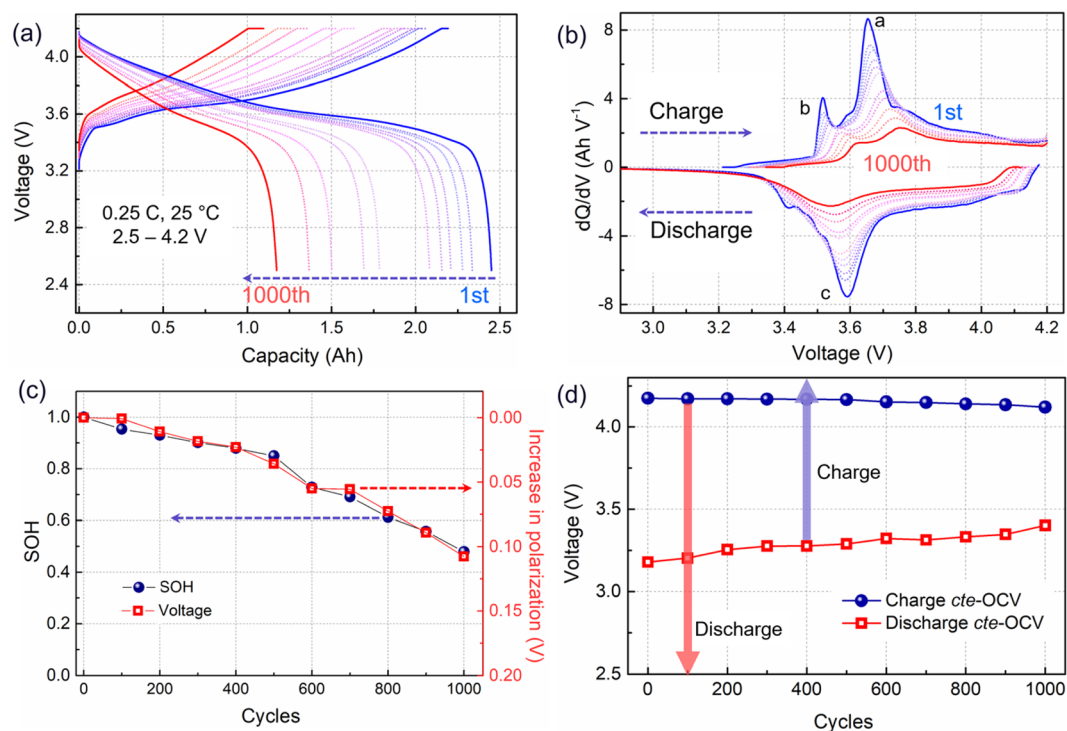 (a)
4.0
3.6
3.2
2.8
2.4
Voltage (V)
0.25 C, 25 °C
2.5 – 4.2 V
1000th
1st
0.0 0.5 1.0 1.5 2.0 2.5
Capacity (Ah)
(b)
8
4
0
-4
-8
dQ/dV (Ah V⁻¹)
a
b
c
Charge
1st
1000th
Discharge
3.0 3.3 3.6 3.9 4.2
Voltage (V)
(c)
1.0
0.8
0.6
0.4
0.2
0.0
SOH
0.00
0.05
0.10
0.15
0.20
Increase in polarization (V)
SOH
Voltage
0 200 400 600 800 1000
Cycles
(d)
4.0
3.5
3.0
2.5
Voltage (V)
Charge
Charge cte-OCV
Discharge cte-OCV
Discharge
0 200 400 600 800 1000
Cycles